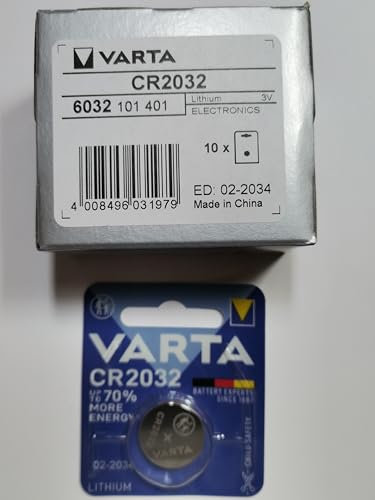 VARTA
CR2032
6032 101 401
Lithium 3V
ELECTRONICS
10 x
ED: 02-2034
Made in China
4 008496 031979
VARTA
CR2032
UP TO 70%
MORE
ENERGY
BATTERY EXPERTS
SINCE 1887
CR2032
CHILD SAFETY
02-2034
LITHIUM